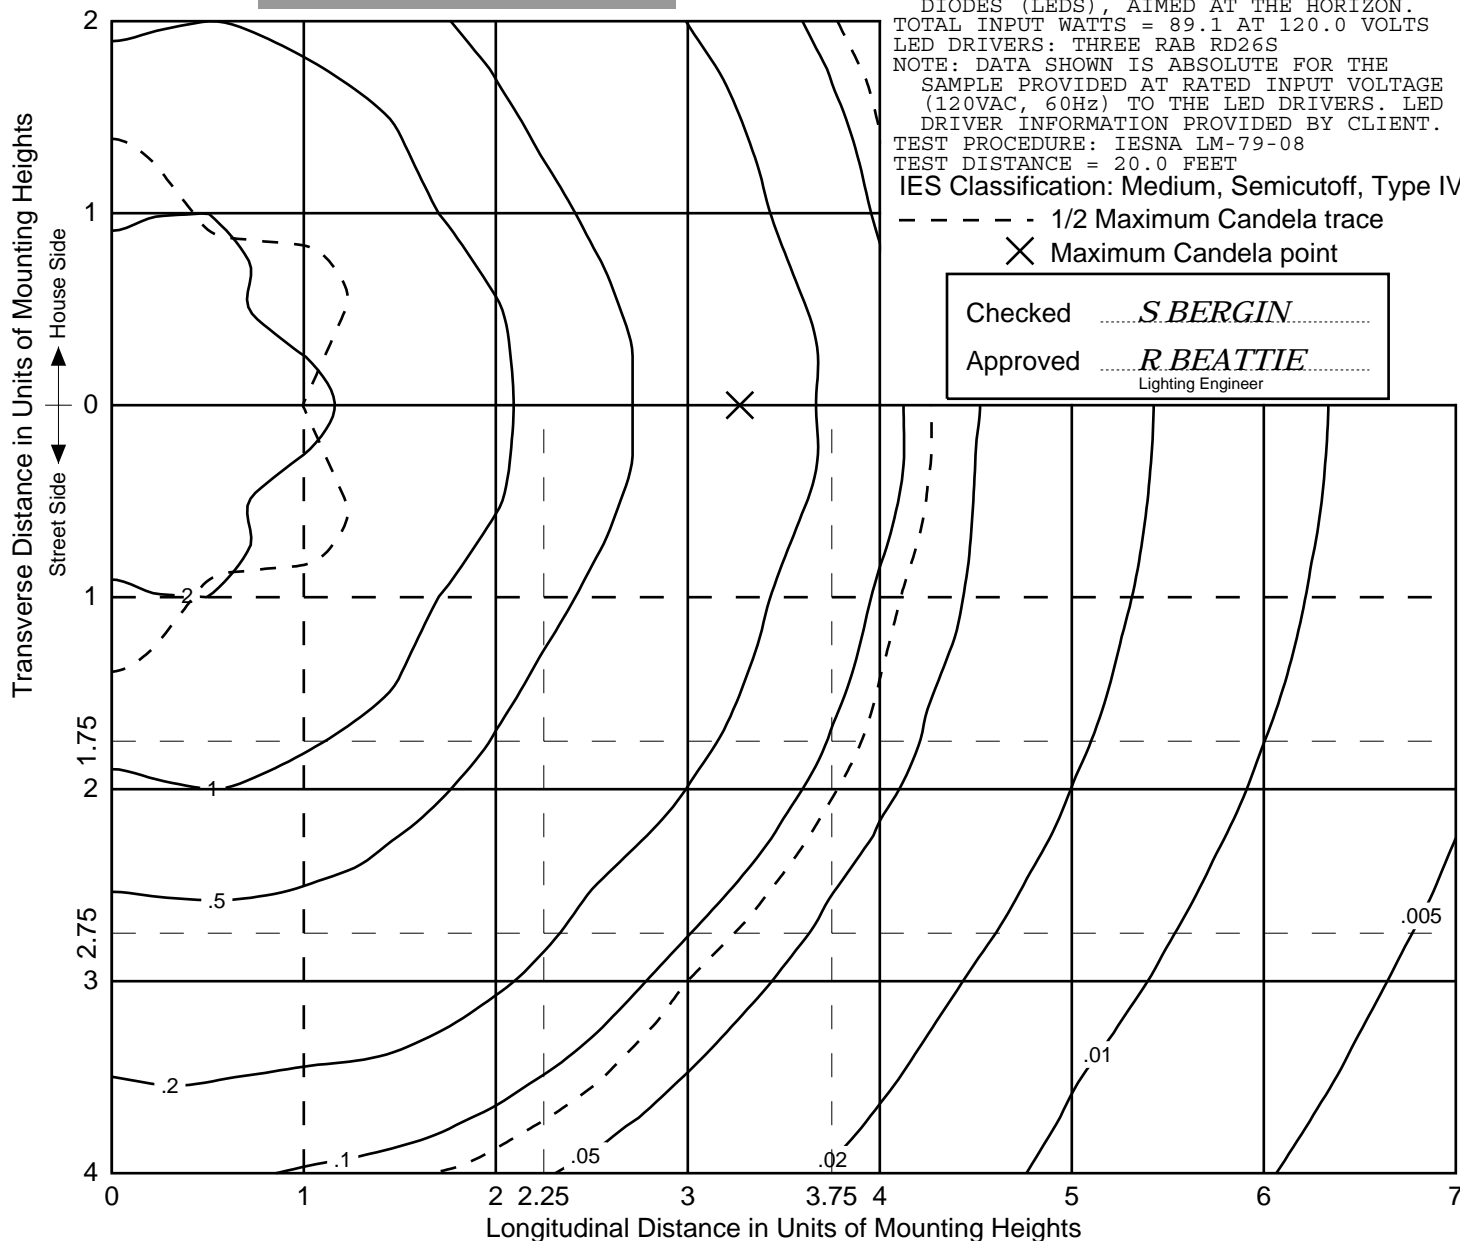 DIODES (LEDS), AIMED AT THE HORIZON.
TOTAL INPUT WATTS = 89.1 AT 120.0 VOLTS
LED DRIVERS: THREE RAB RD26S
NOTE: DATA SHOWN IS ABSOLUTE FOR THE
SAMPLE PROVIDED AT RATED INPUT VOLTAGE
(120VAC, 60Hz) TO THE LED DRIVERS. LED
DRIVER INFORMATION PROVIDED BY CLIENT.
TEST PROCEDURE: IESNA LM-79-08
TEST DISTANCE = 20.0 FEET
IES Classification: Medium, Semicutoff, Type IV
1/2 Maximum Candela trace
Maximum Candela point
Checked S BERGIN
Approved R BEATTIE
Lighting Engineer
Transverse Distance in Units of Mounting Heights
Street Side House Side
2
1
0
1
1.75
2
2.75
3
4
2
1
.5
.2
.1
.05
.02
.01
.005
0 1 2 2.25 3 3.75 4 5 6 7
Longitudinal Distance in Units of Mounting Heights